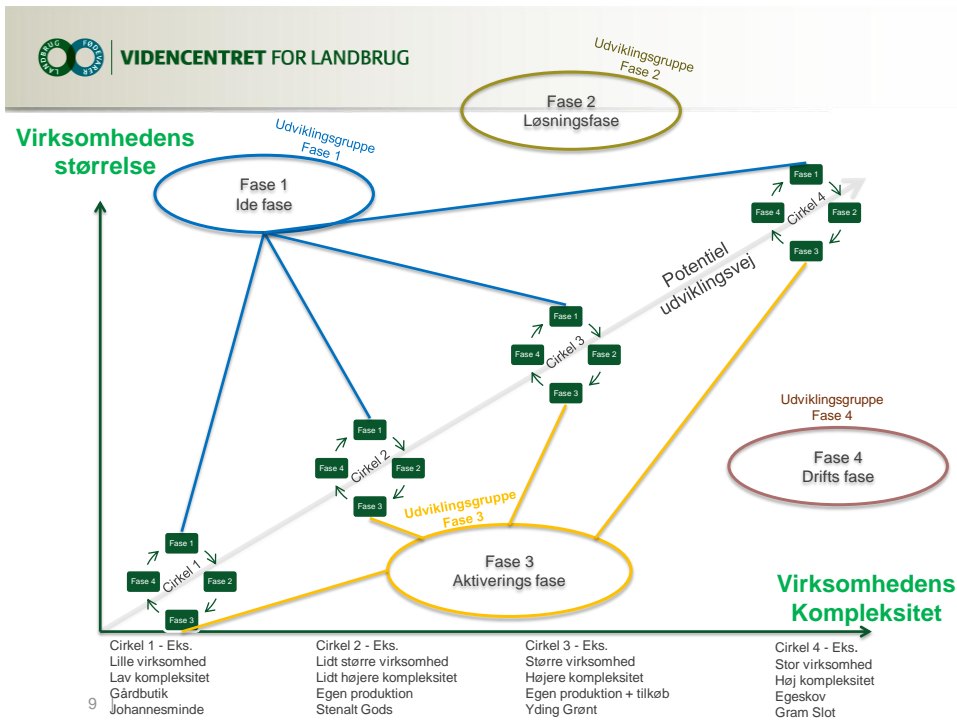 LANDBRUG FØDEVARER
VIDENCENTRET FOR LANDBRUG
Udviklingsgruppe
Fase 2
Fase 2
Løsningsfase
Virksomhedens
størrelse
Udviklingsgruppe
Fase 1
Fase 1
Ide fase
Fase 1
Fase 4
Cirkel 4
Fase 2
Fase 3
Potentiel
udviklingsvej
Fase 1
Fase 4
Cirkel 3
Fase 2
Fase 3
Udviklingsgruppe
Fase 4
Fase 4
Drifts fase
Fase 1
Fase 4
Cirkel 2
Fase 2
Fase 3
Udviklingsgruppe
Fase 3
Fase 3
Aktiverings fase
Fase 1
Fase 4
Cirkel 1
Fase 2
Fase 3
Virksomhedens
Kompleksitet
Cirkel 1 - Eks.
Lille virksomhed
Lav kompleksitet
Gårdbutik
Johannesminde
Cirkel 2 - Eks.
Lidt større virksomhed
Lidt højere kompleksitet
Egen produktion
Stenalt Gods
Cirkel 3 - Eks.
Større virksomhed
Højere kompleksitet
Egen produktion + tilkøb
Yding Grønt
Cirkel 4 - Eks.
Stor virksomhed
Høj kompleksitet
Egeskov
Gram Slot
9